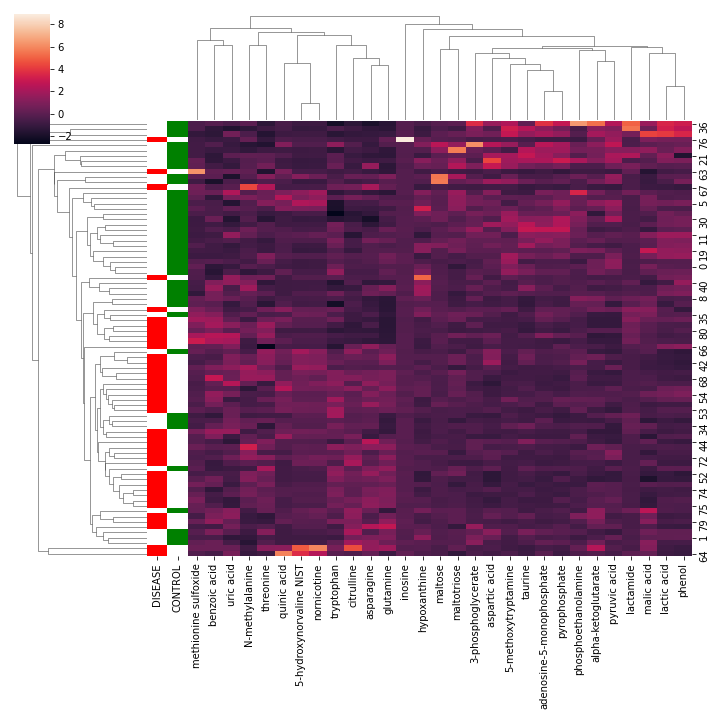 8
6
4
2
0
−2
36
76
21
63
67
5
30
11
19
0
40
8
35
80
66
42
68
54
53
34
44
72
52
74
75
79
1
64
DISEASE
CONTROL
methionine sulfoxide
benzoic acid
uric acid
N-methylalanine
threonine
quinic acid
5-hydroxynorvaline NIST
nornicotine
tryptophan
citrulline
asparagine
glutamine
inosine
hypoxanthine
maltose
maltotriose
3-phosphoglycerate
aspartic acid
5-methoxytryptamine
taurine
adenosine-5-monophosphate
pyrophosphate
phosphoethanolamine
alpha-ketoglutarate
pyruvic acid
lactamide
malic acid
lactic acid
phenol